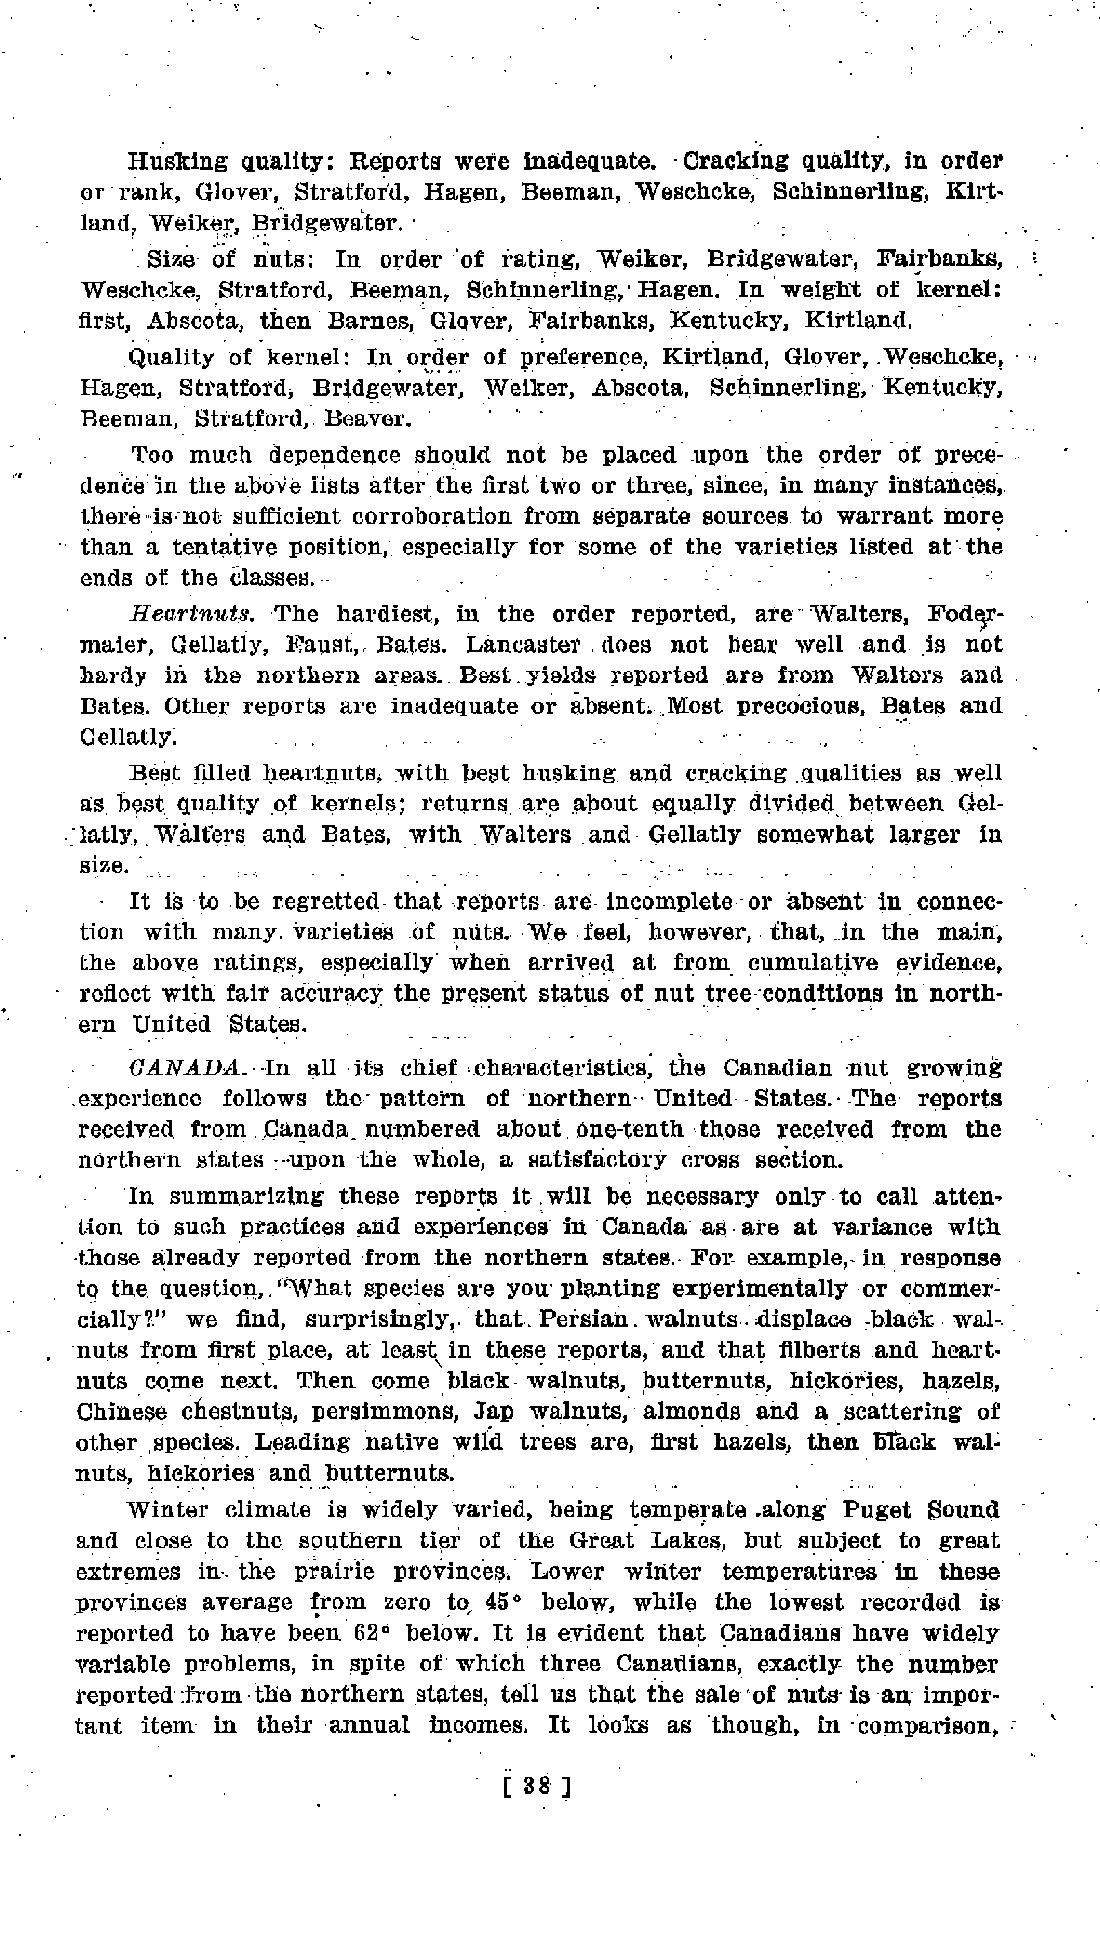 Husking quality: Reports were inadequate. Cracking quality, in order
or rank, Glover, Stratford, Hagen, Beeman, Weschcke, Schinnerling, Kirt-
land, Weiker, Bridgewater.
Size of nuts: In order of rating, Weiker, Bridgewater, Fairbanks,
Weschcke, Stratford, Beeman, Schinnerling, Hagen. In weight of kernel:
first, Abscota, then Barnes, Glover, Fairbanks, Kentucky, Kirtland.
Quality of kernel: In order of preference, Kirtland, Glover, Weschcke,
Hagen, Stratford, Bridgewater, Weiker, Abscota, Schinnerling, Kentucky,
Beeman, Stratford, Beaver.
Too much dependence should not be placed upon the order of prece-
dence in the above lists after the first two or three, since, in many instances,
there is not sufficient corroboration from separate sources to warrant more
than a tentative position, especially for some of the varieties listed at the
ends of the classes.
Heartnuts. The hardiest, in the order reported, are Walters, Foder-
maier, Gellatly, Faust, Bates. Lancaster does not bear well and is not
hardy in the northern areas. Best yields reported are from Walters and
Bates. Other reports are inadequate or absent. Most precocious, Bates and
Gellatly.
Best filled heartnuts, with best husking and cracking qualities as well
as best quality of kernels; returns are about equally divided between Gel-
latly, Walters and Bates, with Walters and Gellatly somewhat larger in
size.
It is to be regretted that reports are incomplete or absent in connec-
tion with many varieties of nuts. We feel, however, that, in the main,
the above ratings, especially when arrived at from cumulative evidence,
reflect with fair accuracy the present status of nut tree conditions in north-
ern United States.
CANADA. In all its chief characteristics, the Canadian nut growing
experience follows the pattern of northern United States. The reports
received from Canada numbered about one-tenth those received from the
northern states--upon the whole, a satisfactory cross section.
In summarizing these reports it will be necessary only to call atten-
tion to such practices and experiences in Canada as are at variance with
those already reported from the northern states. For example, in response
to the question, "What species are you planting experimentally or commer-
cially?" we find, surprisingly, that Persian walnuts displace black wal-
nuts from first place, at least in these reports, and that filberts and heart-
nuts come next. Then come black walnuts, butternuts, hickories, hazels,
Chinese chestnuts, persimmons, Jap walnuts, almonds and a scattering of
other species. Leading native wild trees are, first hazels, then black wal-
nuts, hickories and butternuts.
Winter climate is widely varied, being temperate along Puget Sound
and close to the southern tier of the Great Lakes, but subject to great
extremes in the prairie provinces. Lower winter temperatures in these
provinces average from zero to 45° below, while the lowest recorded is
reported to have been 62° below. It is evident that Canadians have widely
variable problems, in spite of which three Canadians, exactly the number
reported from the northern states, tell us that the sale of nuts is an impor-
tant item in their annual incomes. It looks as though, in comparison,
[ 38 ]